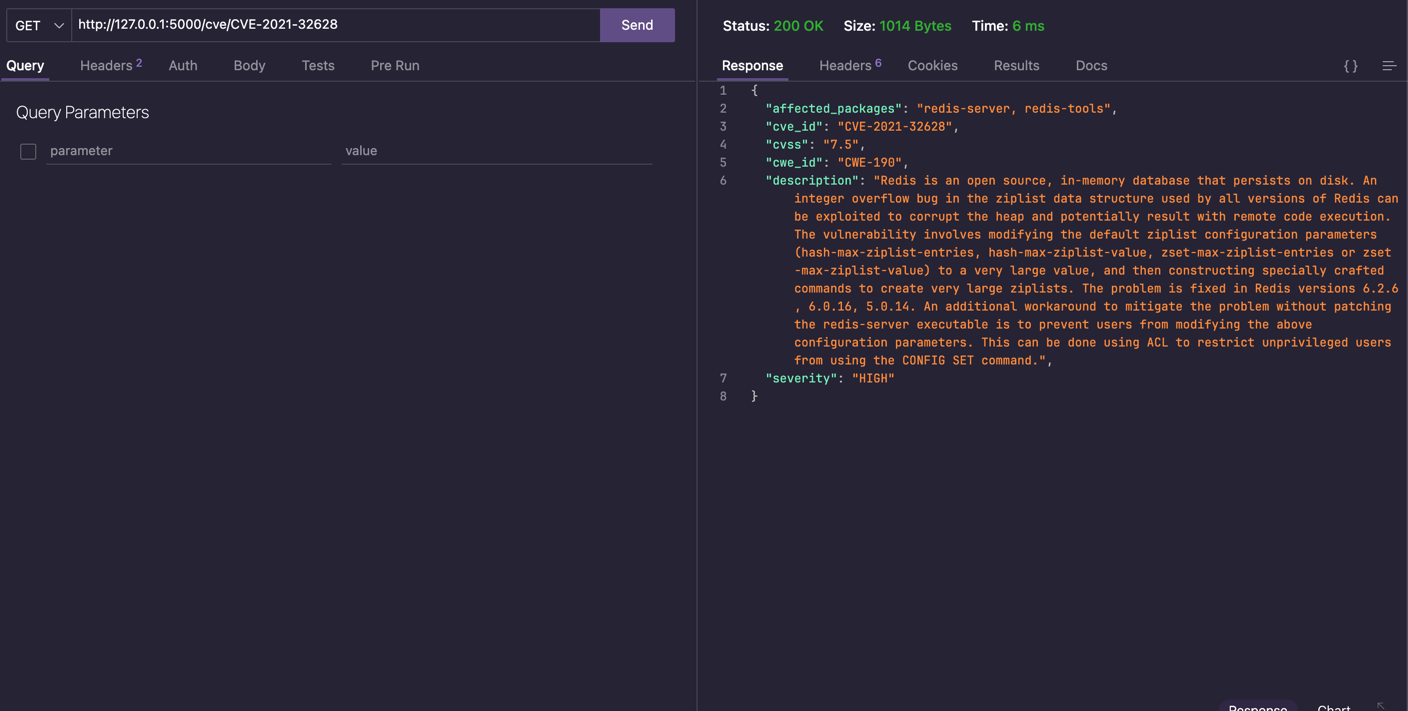 GET http://127.0.0.1:5000/cve/CVE-2021-32628 Send
Query Headers 2 Auth Body Tests Pre Run
Query Parameters
parameter value
Status: 200 OK Size: 1014 Bytes Time: 6 ms
Response Headers 6 Cookies Results Docs { }
1 {
2 "affected_packages": "redis-server, redis-tools",
3 "cve_id": "CVE-2021-32628",
4 "cvss": "7.5",
5 "cwe_id": "CWE-190",
6 "description": "Redis is an open source, in-memory database that persists on disk. An
integer overflow bug in the ziplist data structure used by all versions of Redis can
be exploited to corrupt the heap and potentially result with remote code execution.
The vulnerability involves modifying the default ziplist configuration parameters
(hash-max-ziplist-entries, hash-max-ziplist-value, zset-max-ziplist-entries or zset
-max-ziplist-value) to a very large value, and then constructing specially crafted
commands to create very large ziplists. The problem is fixed in Redis versions 6.2.6
, 6.0.16, 5.0.14. An additional workaround to mitigate the problem without patching
the redis-server executable is to prevent users from modifying the above
configuration parameters. This can be done using ACL to restrict unprivileged users
from using the CONFIG SET command.",
7 "severity": "HIGH"
8 }
Response Chart